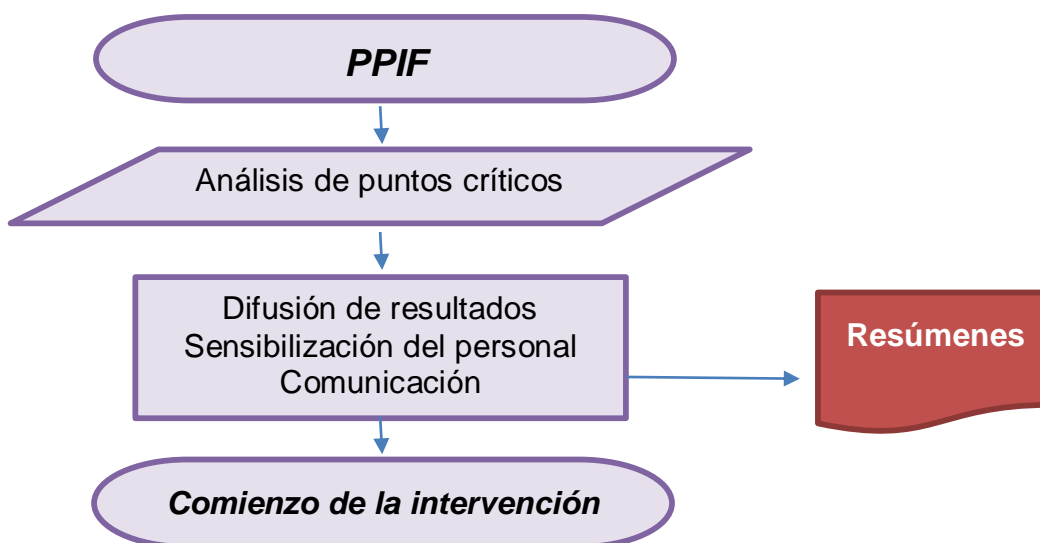 PPIF
Análisis de puntos críticos
Difusión de resultados
Sensibilización del personal
Comunicación
Resúmenes
Comienzo de la intervención